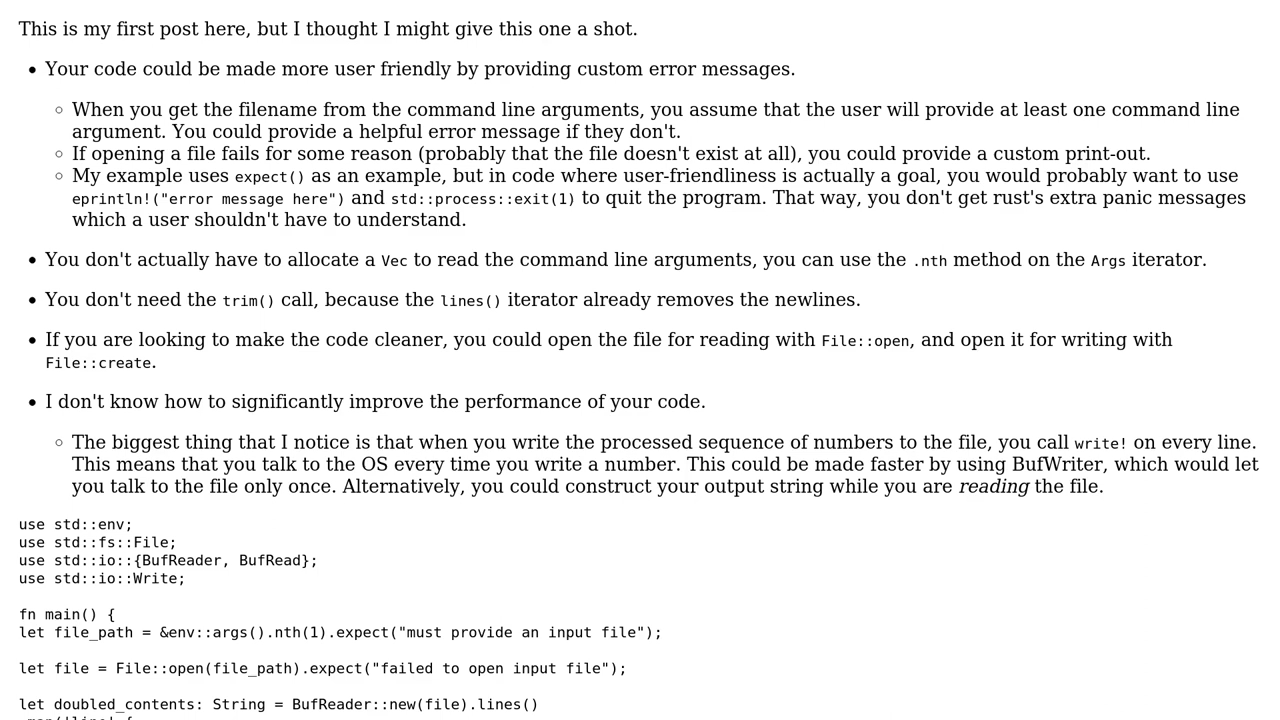 This is my first post here, but I thought I might give this one a shot.
• Your code could be made more user friendly by providing custom error messages.
◦ When you get the filename from the command line arguments, you assume that the user will provide at least one command line
argument. You could provide a helpful error message if they don't.
◦ If opening a file fails for some reason (probably that the file doesn't exist at all), you could provide a custom print-out.
◦ My example uses expect() as an example, but in code where user-friendliness is actually a goal, you would probably want to use
eprintln!("error message here") and std::process::exit(1) to quit the program. That way, you don't get rust's extra panic messages
which a user shouldn't have to understand.
• You don't actually have to allocate a Vec to read the command line arguments, you can use the .nth method on the Args iterator.
• You don't need the trim() call, because the lines() iterator already removes the newlines.
• If you are looking to make the code cleaner, you could open the file for reading with File::open, and open it for writing with
File::create.
• I don't know how to significantly improve the performance of your code.
◦ The biggest thing that I notice is that when you write the processed sequence of numbers to the file, you call write! on every line.
This means that you talk to the OS every time you write a number. This could be made faster by using BufWriter, which would let
you talk to the file only once. Alternatively, you could construct your output string while you are reading the file.
use std::env;
use std::fs::File;
use std::io::{BufReader, BufRead};
use std::io::Write;
fn main() {
let file_path = &env::args().nth(1).expect("must provide an input file");
let file = File::open(file_path).expect("failed to open input file");
let doubled_contents: String = BufReader::new(file).lines()